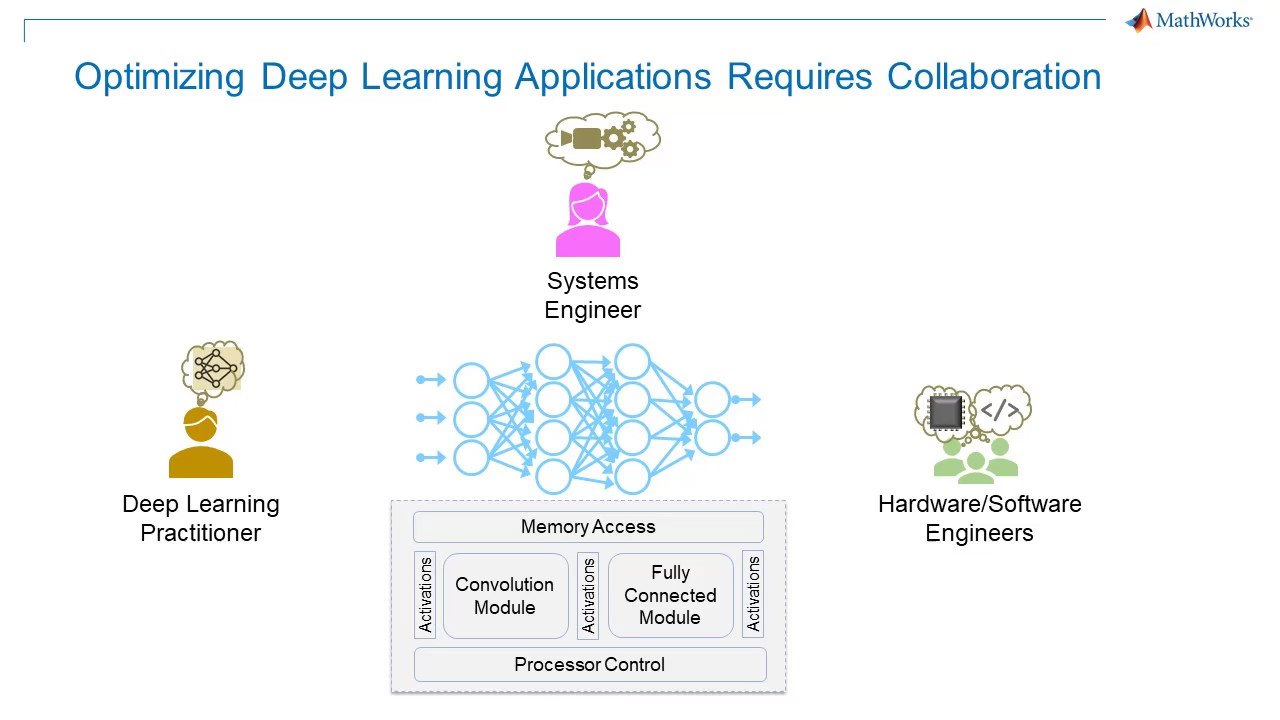 MathWorks
Optimizing Deep Learning Applications Requires Collaboration
Systems
Engineer
</>
Deep Learning
Practitioner
Hardware/Software
Engineers
Memory Access
Activations
Convolution
Module
Activations
Fully
Connected
Module
Activations
Processor Control